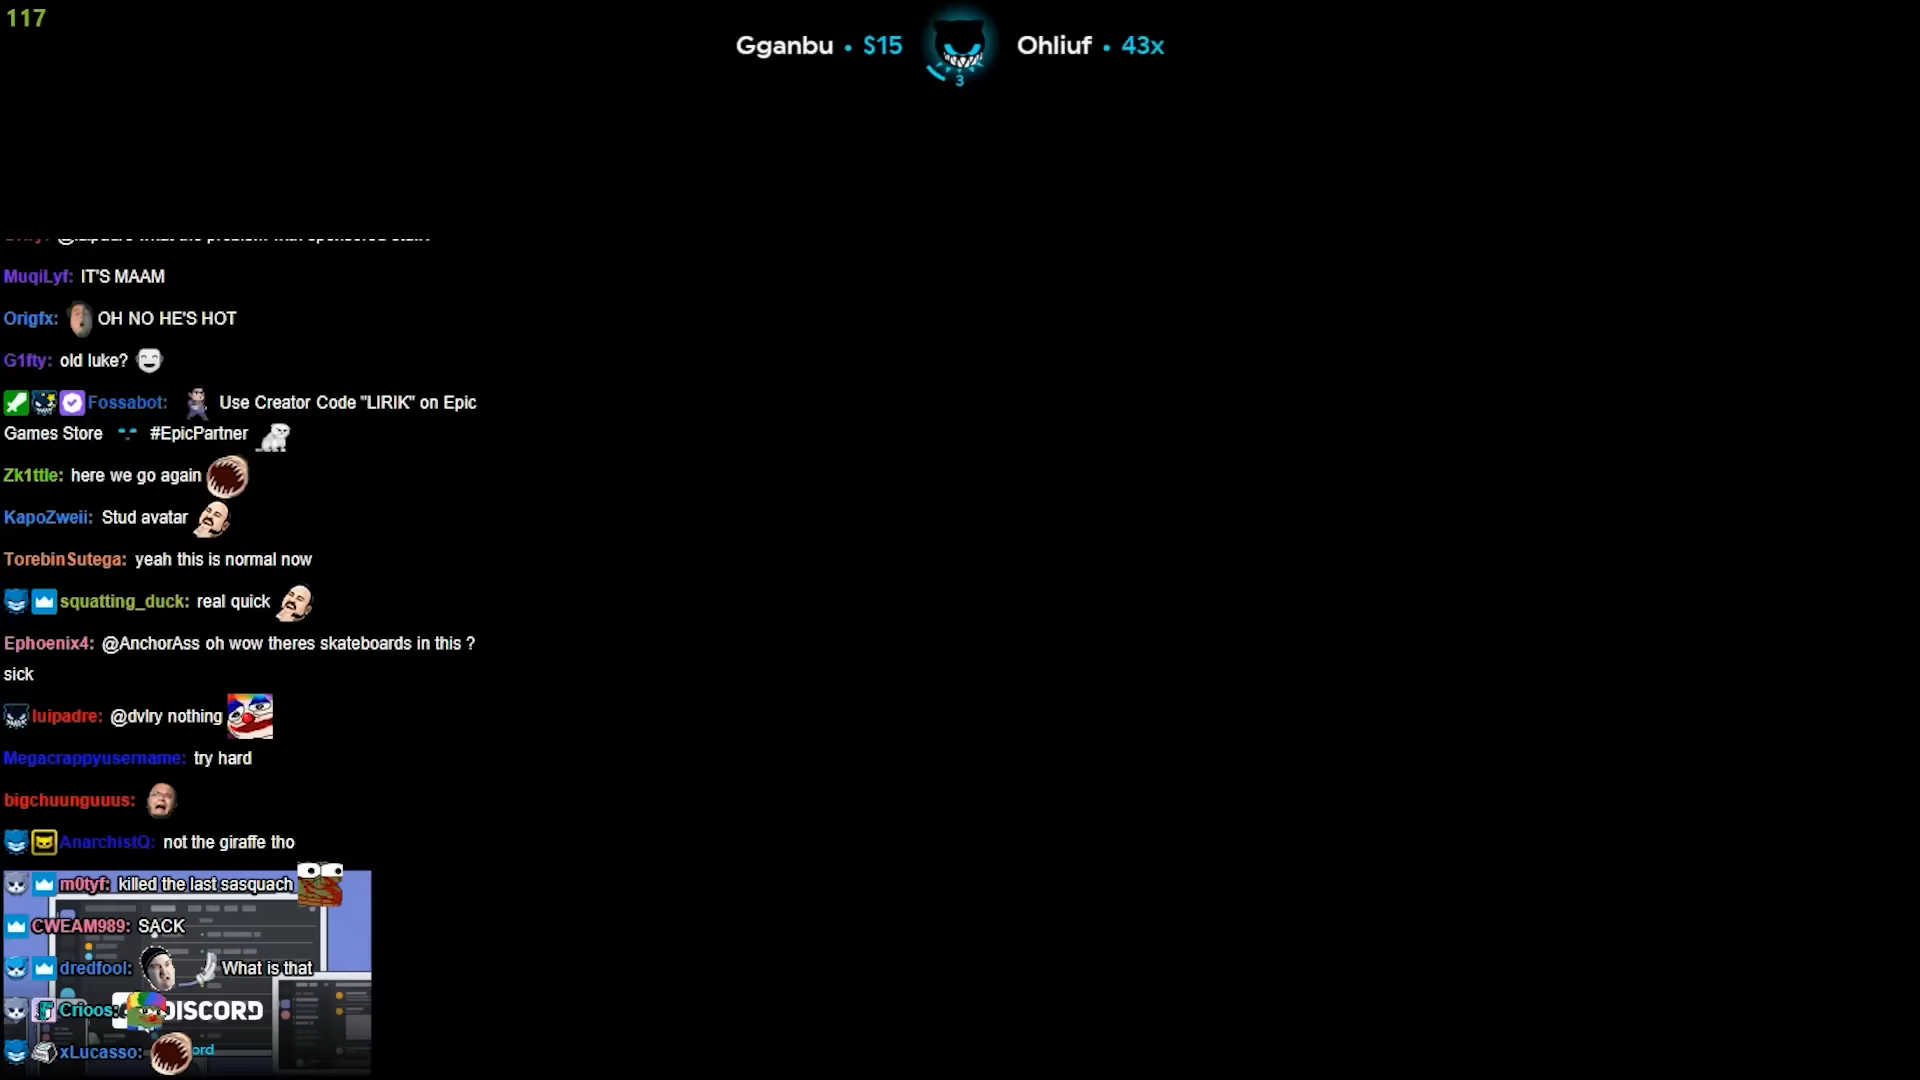 117
Gganbu • $15
3
Ohliuf • 43x
MuqiLyf: IT'S MAAM
Origfx: OH NO HE'S HOT
G1fty: old luke?
Fossabot: Use Creator Code "LIRIK" on Epic
Games Store #EpicPartner
Zk1ttle: here we go again
KapoZweii: Stud avatar
TorebinSutega: yeah this is normal now
squatting_duck: real quick
Ephoenix4: @AnchorAss oh wow theres skateboards in this ?
sick
luipadre: @dvlry nothing
Megacrappyusername: try hard
bigchuunguuus:
AnarchistQ: not the giraffe tho
m0tyf: killed the last sasquach
CWEAM989: SACK
dredfool: What is that
Crioos: DISCORD
xLucasso: ord